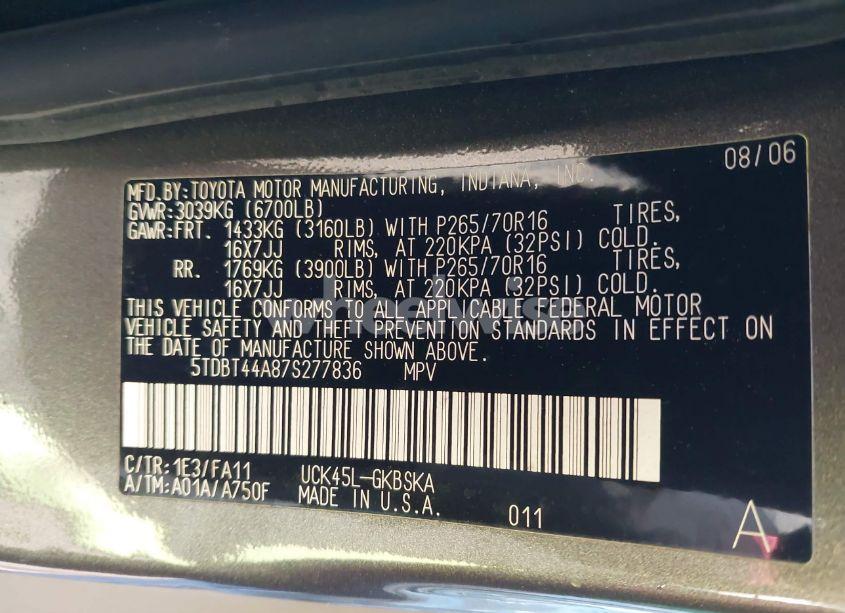 08/06
MFD. BY: TOYOTA MOTOR MANUFACTURING, INDIANA, INC.
GVWR: 3039KG (6700LB)
GAWR: FRT. 1433KG (3160LB) WITH P265/70R16 TIRES,
16X7JJ RIMS, AT 220KPA (32PSI) COLD.
RR. 1769KG (3900LB) WITH P265/70R16 TIRES,
16X7JJ RIMS, AT 220KPA (32PSI) COLD.
THIS VEHICLE CONFORMS TO ALL APPLICABLE FEDERAL MOTOR
VEHICLE SAFETY AND THEFT PREVENTION STANDARDS IN EFFECT ON
THE DATE OF MANUFACTURE SHOWN ABOVE.
5TDBT44A87S277836 MPV
C/TR: 1E3/FA11 UCK45L-GKBSKA
A/TM: A01A/A750F MADE IN U.S.A. 011 A